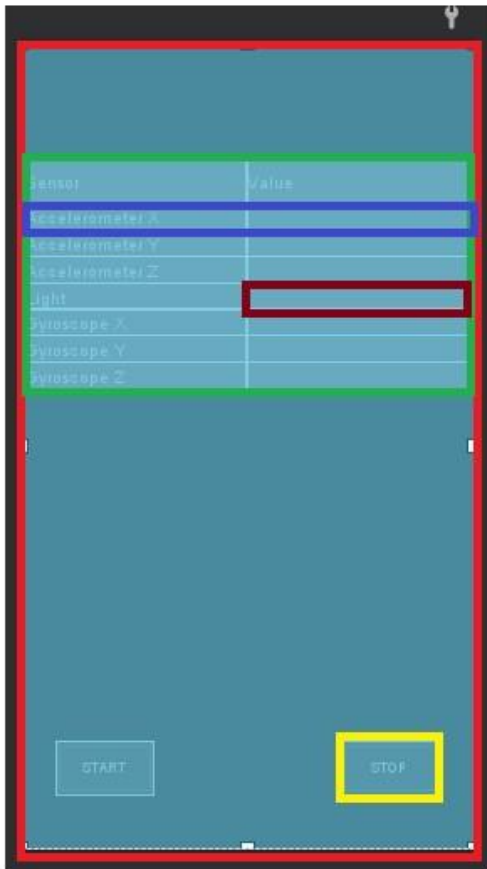 Sensor Value
Accelerometer X
Accelerometer Y
Accelerometer Z
Light
Gyroscope X
Gyroscope Y
Gyroscope Z
START STOP